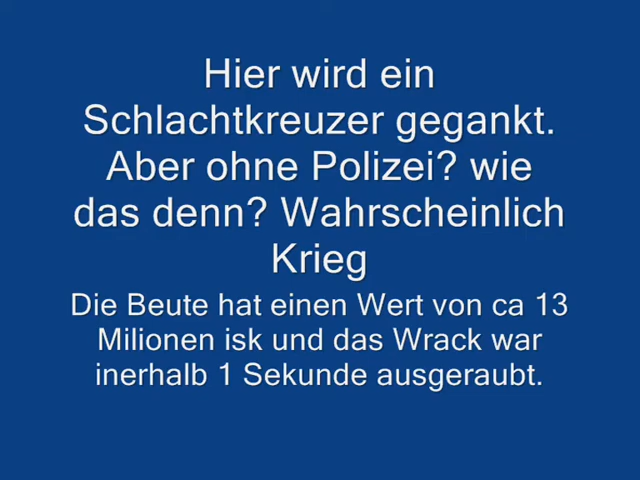 Hier wird ein
Schlachtkreuzer gegankt.
Aber ohne Polizei? wie
das denn? Wahrscheinlich
Krieg
Die Beute hat einen Wert von ca 13
Milionen isk und das Wrack war
inerhalb 1 Sekunde ausgeraubt.